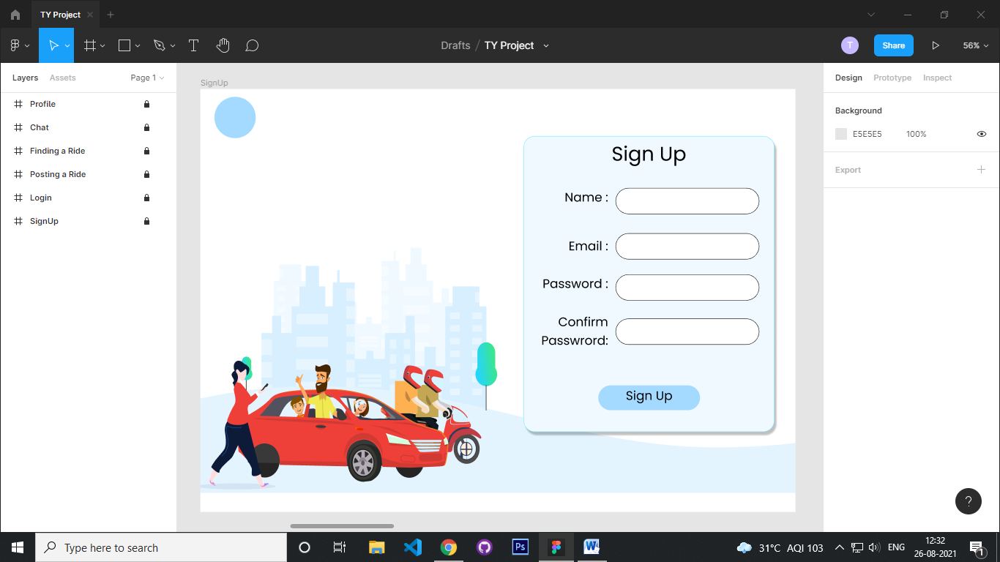 TY Project
Drafts / TY Project
T
Share
56%
Layers
Assets
Page 1
Profile
Chat
Finding a Ride
Posting a Ride
Login
SignUp
SignUp
Sign Up
Name :
Email :
Password :
Confirm
Passwrord:
Sign Up
Design
Prototype
Inspect
Background
E5E5E5
100%
Export
?
Type here to search
Ps
W
31°C AQI 103
ENG
12:32
26-08-2021
1